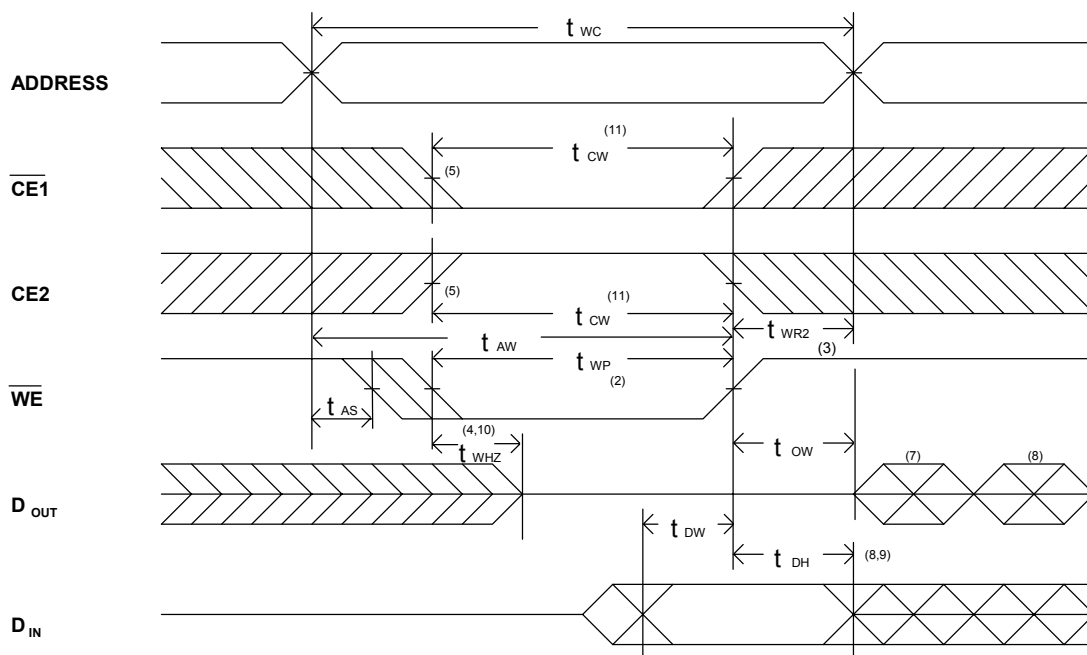 t WC
ADDRESS
(11)
t CW
CE1
(5)
CE2
(5)
(11)
t CW
t WR2
t AW
t WP
(3)
(2)
WE
t AS
(4,10)
t WHZ
t OW
(7)
(8)
D OUT
t DW
t DH
(8,9)
D IN